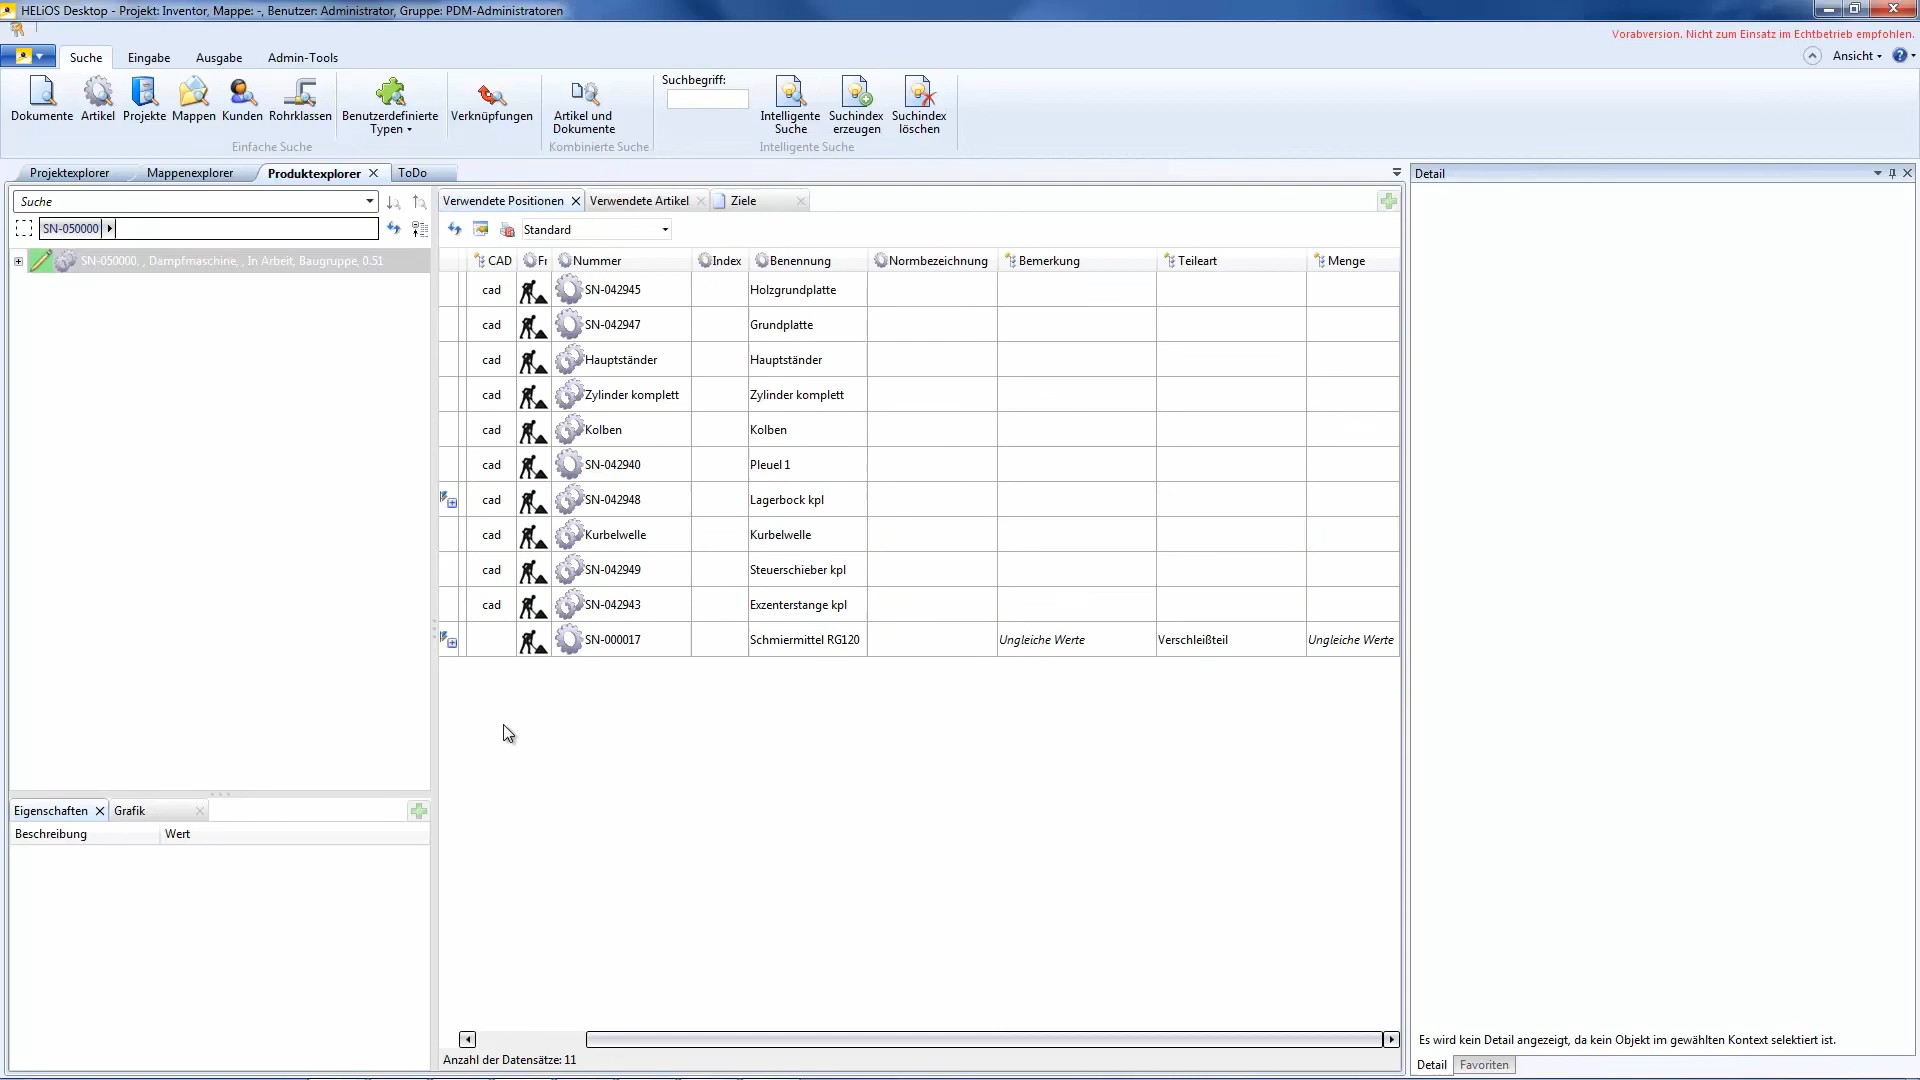 HELiOS Desktop - Projekt: Inventor, Mappe: -, Benutzer: Administrator, Gruppe: PDM-Administratoren
Vorabversion. Nicht zum Einsatz im Echtbetrieb empfohlen.
Suche Eingabe Ausgabe Admin-Tools Ansicht
Suchbegriff:
Dokumente Artikel Projekte Mappen Kunden Rohrklassen Benutzerdefinierte Typen Verknüpfungen Artikel und Dokumente Intelligente Suche Suchindex erzeugen Suchindex löschen
Einfache Suche Kombinierte Suche Intelligente Suche
Projektexplorer Mappenexplorer Produktexplorer ToDo
Detail
Suche
SN-050000
SN-050000, , Dampfmaschine, , In Arbeit, Baugruppe, 0.51
Verwendete Positionen Verwendete Artikel Ziele
Standard
CAD Fr Nummer Index Benennung Normbezeichnung Bemerkung Teileart Menge
cad SN-042945 Holzgrundplatte
cad SN-042947 Grundplatte
cad Hauptständer Hauptständer
cad Zylinder komplett Zylinder komplett
cad Kolben Kolben
cad SN-042940 Pleuel 1
cad SN-042948 Lagerbock kpl
cad Kurbelwelle Kurbelwelle
cad SN-042949 Steuerschieber kpl
cad SN-042943 Exzenterstange kpl
SN-000017 Schmiermittel RG120 Ungleiche Werte Verschleißteil Ungleiche Werte
Eigenschaften Grafik
Beschreibung Wert
Anzahl der Datensätze: 11
Es wird kein Detail angezeigt, da kein Objekt im gewählten Kontext selektiert ist.
Detail Favoriten